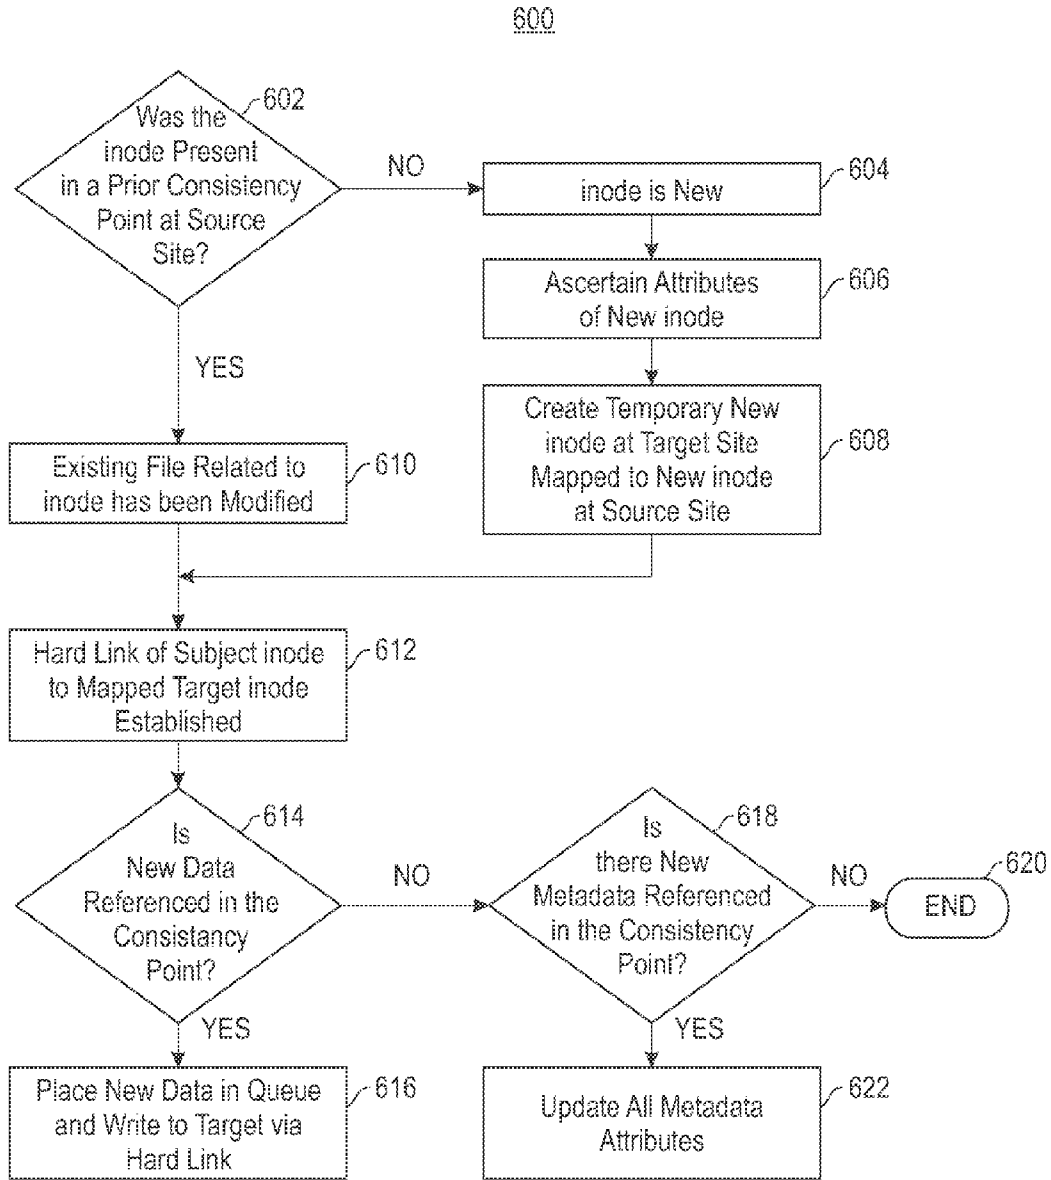 600
602
Was the
inode Present
in a Prior Consistency
Point at Source
Site?
NO
inode is New
604
Ascertain Attributes
of New inode
606
YES
Create Temporary New
inode at Target Site
Mapped to New inode
at Source Site
608
Existing File Related to
inode has been Modified
610
Hard Link of Subject inode
to Mapped Target inode
Established
612
614
Is
New Data
Referenced in the
Consistancy
Point?
NO
618
Is
there New
Metadada Referenced
in the Consistency
Point?
NO
620
END
YES
YES
Place New Data in Queue
and Write to Target via
Hard Link
616
Update All Metadada
Attributes
622